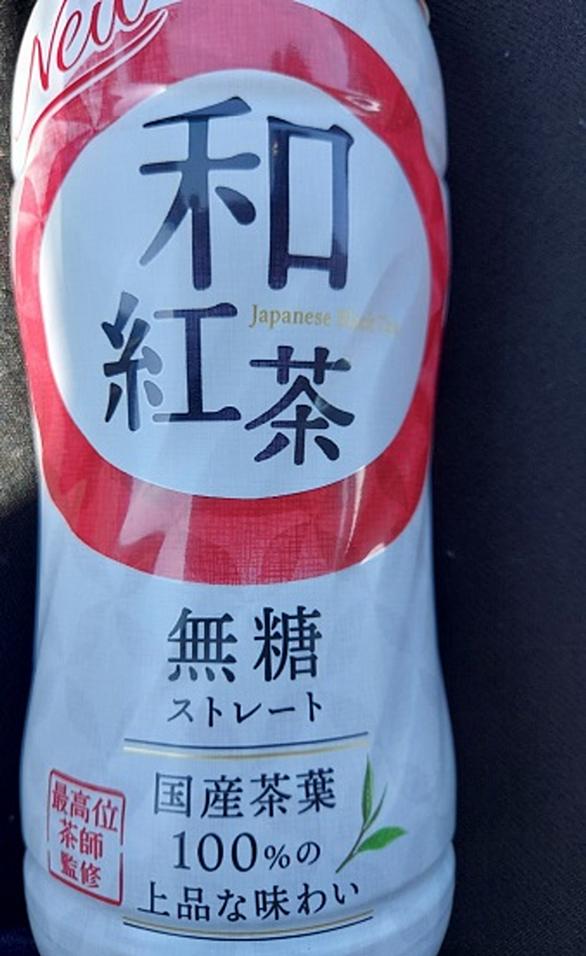 New
和
紅茶
Japanese Black Tea
無糖
ストレート
国産茶葉
100%の
上品な味わい
最高位
茶師
監修